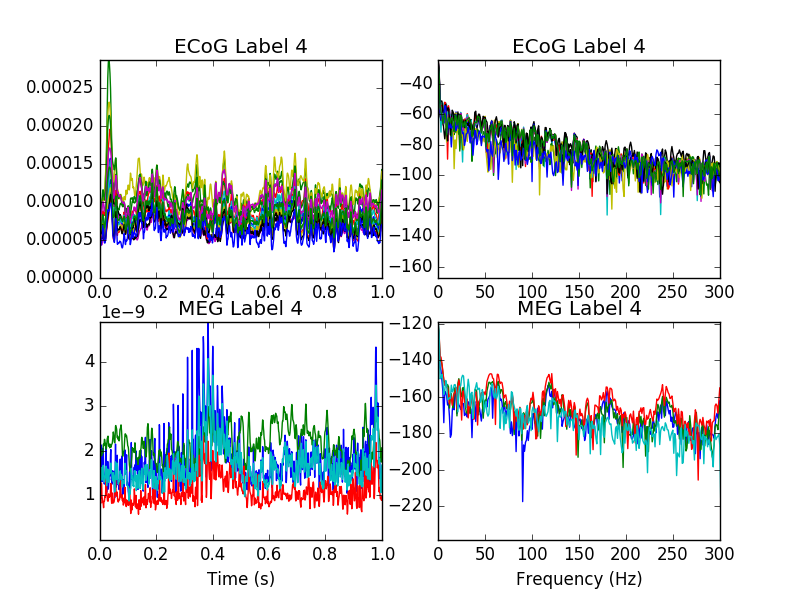 ECoG Label 4
0.00025
0.00020
0.00015
0.00010
0.00005
0.00000
0.0 0.2 0.4 0.6 0.8 1.0
ECoG Label 4
−40
−60
−80
−100
−120
−140
−160
0 50 100 150 200 250 300
MEG Label 4
1e−9
4
3
2
1
0.0 0.2 0.4 0.6 0.8 1.0
Time (s)
MEG Label 4
−120
−140
−160
−180
−200
−220
0 50 100 150 200 250 300
Frequency (Hz)